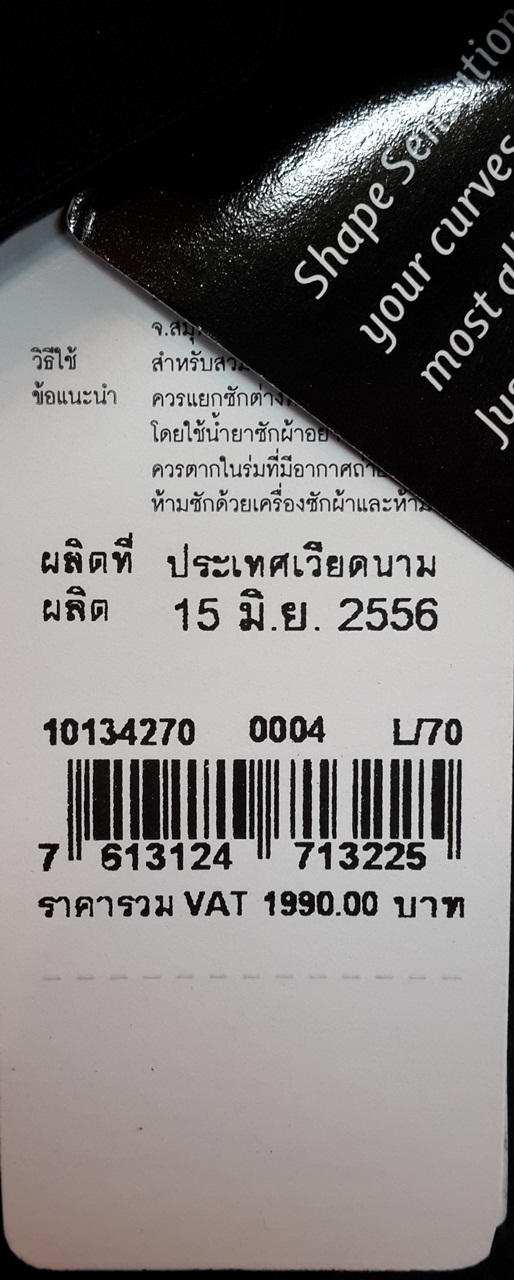 Shape Sensation
your curves
most
จ.สมุ
วิธีใช้ สำหรับสวม
ข้อแนะนำ ควรแยกซักต่าง
โดยใช้น้ำยาซักผ้าอย่
ควรตากในร่มที่มีอากาศถ่าย
ห้ามซักด้วยเครื่องซักผ้าและห้าม
ผลิตที่ ประเทศเวียดนาม
ผลิต 15 มิ.ย. 2556
10134270 0004 L/70
7 613124 713225
ราคารวม VAT 1990.00 บาท